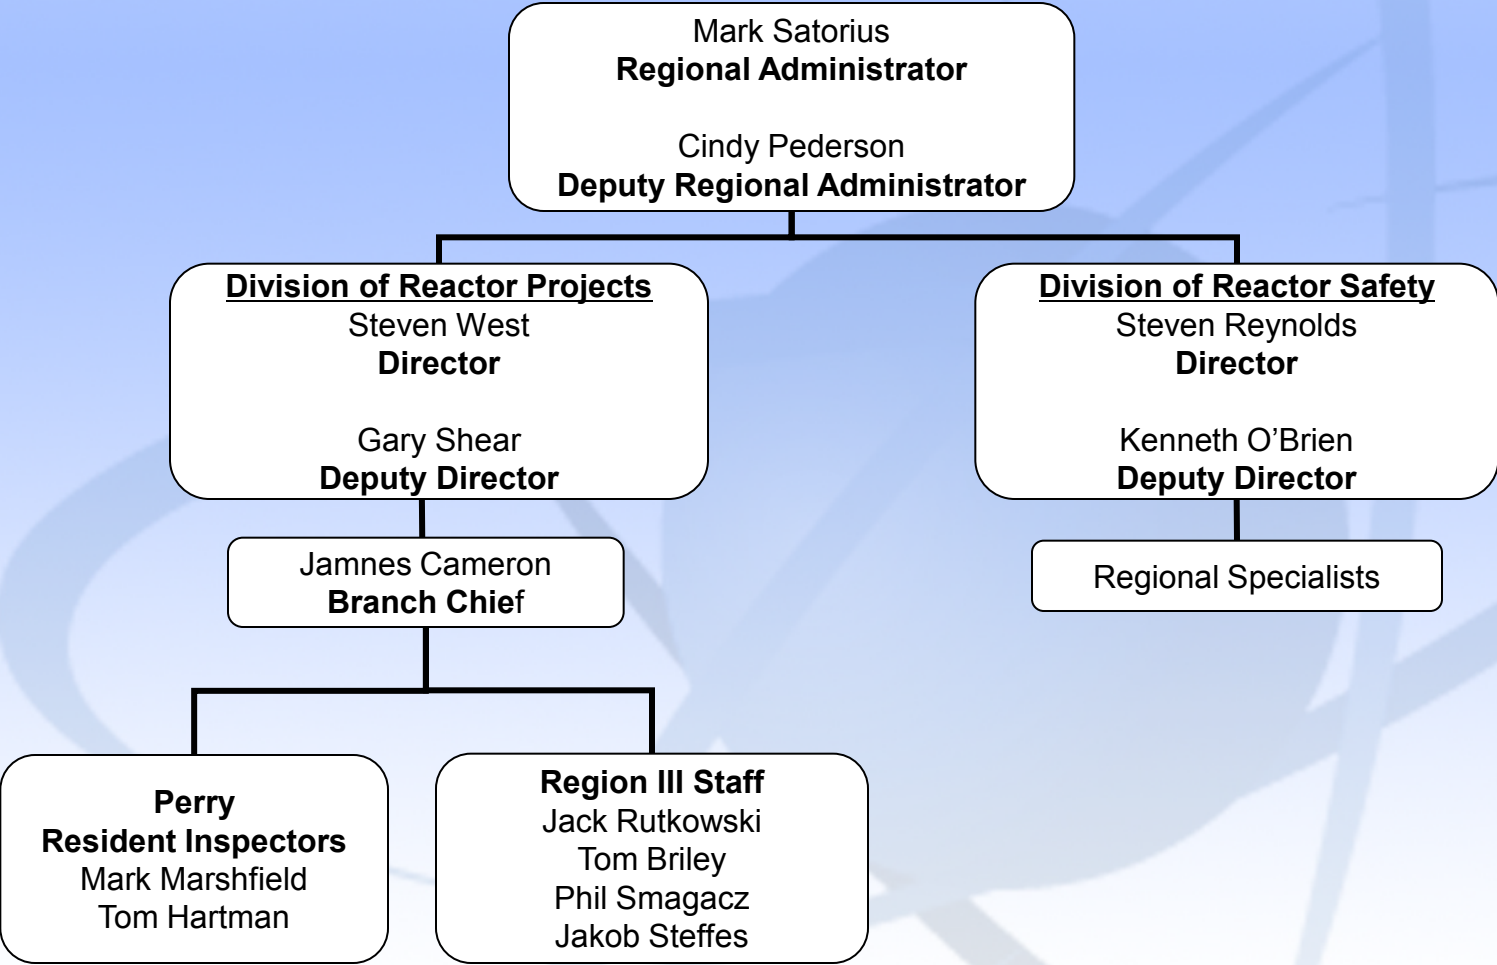 Mark Satorius
Regional Administrator
Cindy Pederson
Deputy Regional Administrator
Division of Reactor Projects
Steven West
Director
Gary Shear
Deputy Director
Division of Reactor Safety
Steven Reynolds
Director
Kenneth O’Brien
Deputy Director
Jamnes Cameron
Branch Chief
Regional Specialists
Perry
Resident Inspectors
Mark Marshfield
Tom Hartman
Region III Staff
Jack Rutkowski
Tom Briley
Phil Smagacz
Jakob Steffes